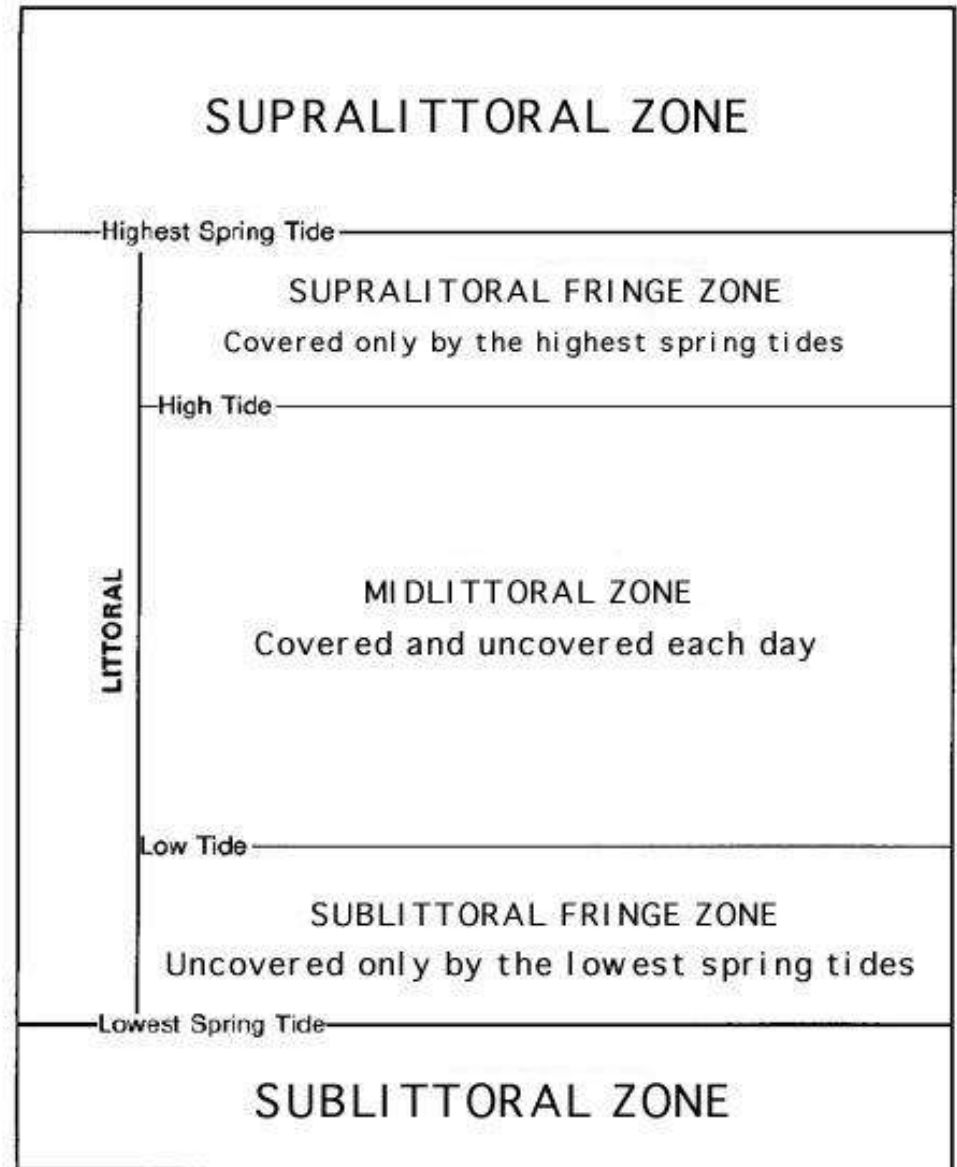 SUPRALITTORAL ZONE
Highest Spring Tide
SUPRALITORAL FRINGE ZONE
Covered only by the highest spring tides
High Tide
LITTORAL
MIDLITTORAL ZONE
Covered and uncovered each day
Low Tide
SUBLITTORAL FRINGE ZONE
Uncovered only by the lowest spring tides
Lowest Spring Tide
SUBLITTORAL ZONE